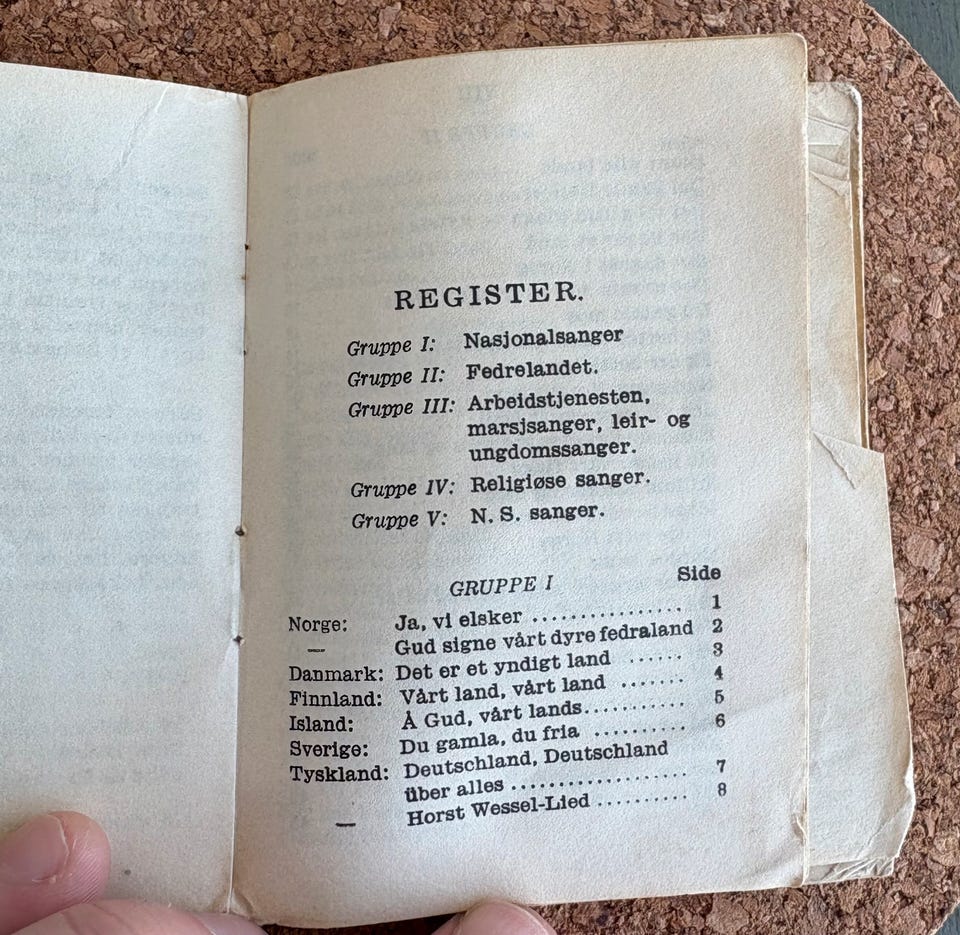 REGISTER.
Gruppe I: Nasjonalsanger
Gruppe II: Fedrelandet.
Gruppe III: Arbeidstjenesten,
marsjsanger, leir- og
ungdomssanger.
Gruppe IV: Religiøse sanger.
Gruppe V: N. S. sanger.
GRUPPE I Side
Norge: Ja, vi elsker ................ 1
— Gud signe vårt dyre fedraland 2
Danmark: Det er et yndigt land ...... 3
Finnland: Vårt land, vårt land ....... 4
Island: Å Gud, vårt lands........... 5
Sverige: Du gamla, du fria .......... 6
Tyskland: Deutschland, Deutschland
über alles ................ 7
— Horst Wessel-Lied .......... 8